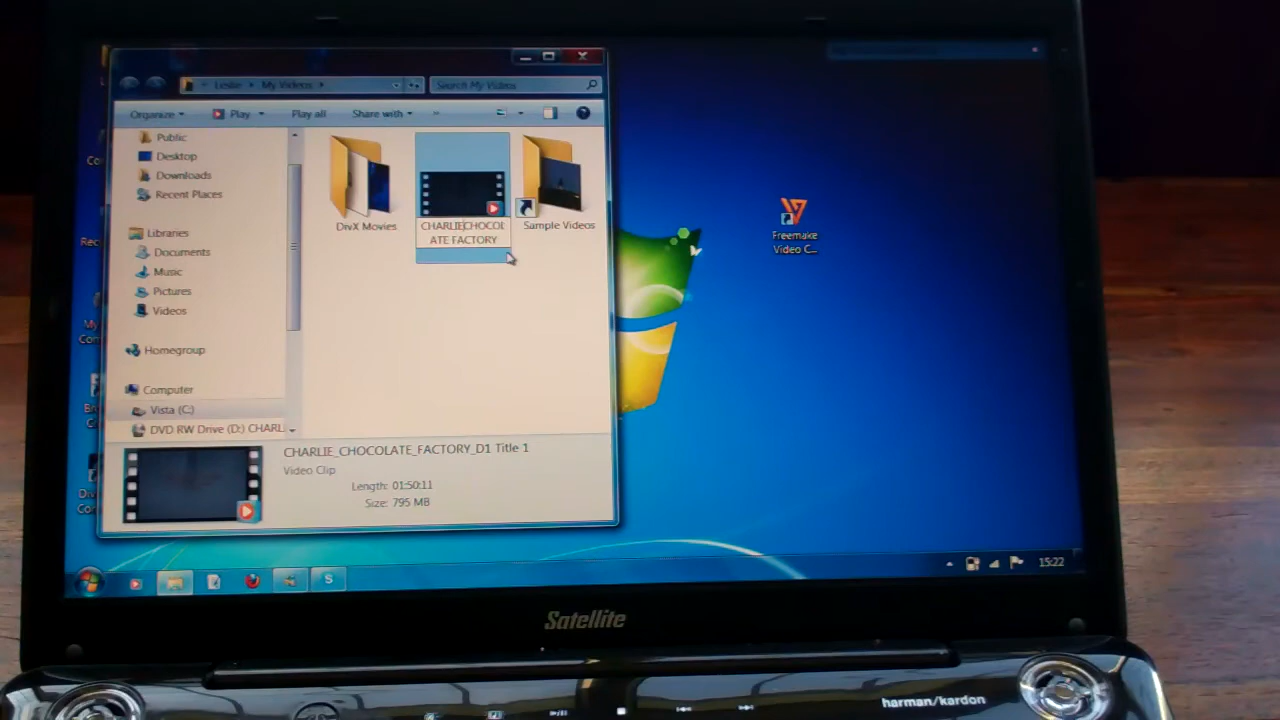 Leslie ▸ My Videos ▸
Search My Videos
Organize
Play
Play all
Share with
»
Public
Desktop
Downloads
Recent Places
Libraries
Documents
Music
Pictures
Videos
Homegroup
Computer
Vista (C:)
DVD RW Drive (D:) CHARL
DivX Movies
CHARLIECHOCOL
ATE FACTORY
Sample Videos
CHARLIE_CHOCOLATE_FACTORY_D1 Title 1
Video Clip
Length: 01:50:11
Size: 795 MB
Freemake
Video C...
S
15:22
Satellite
harman/kardon